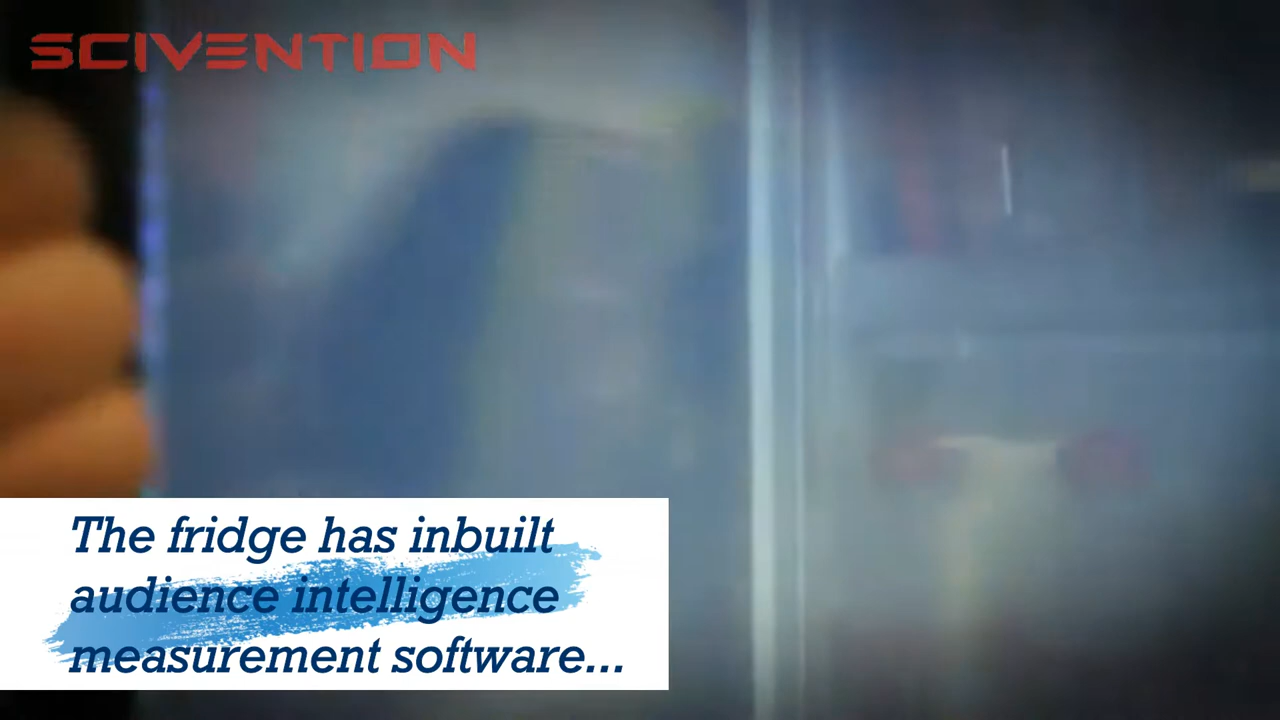 SCIVENTION
The fridge has inbuilt
audience intelligence
measurement software...